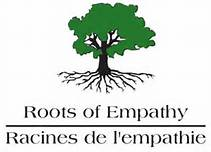 Roots of Empathy
Racines de l'empathie